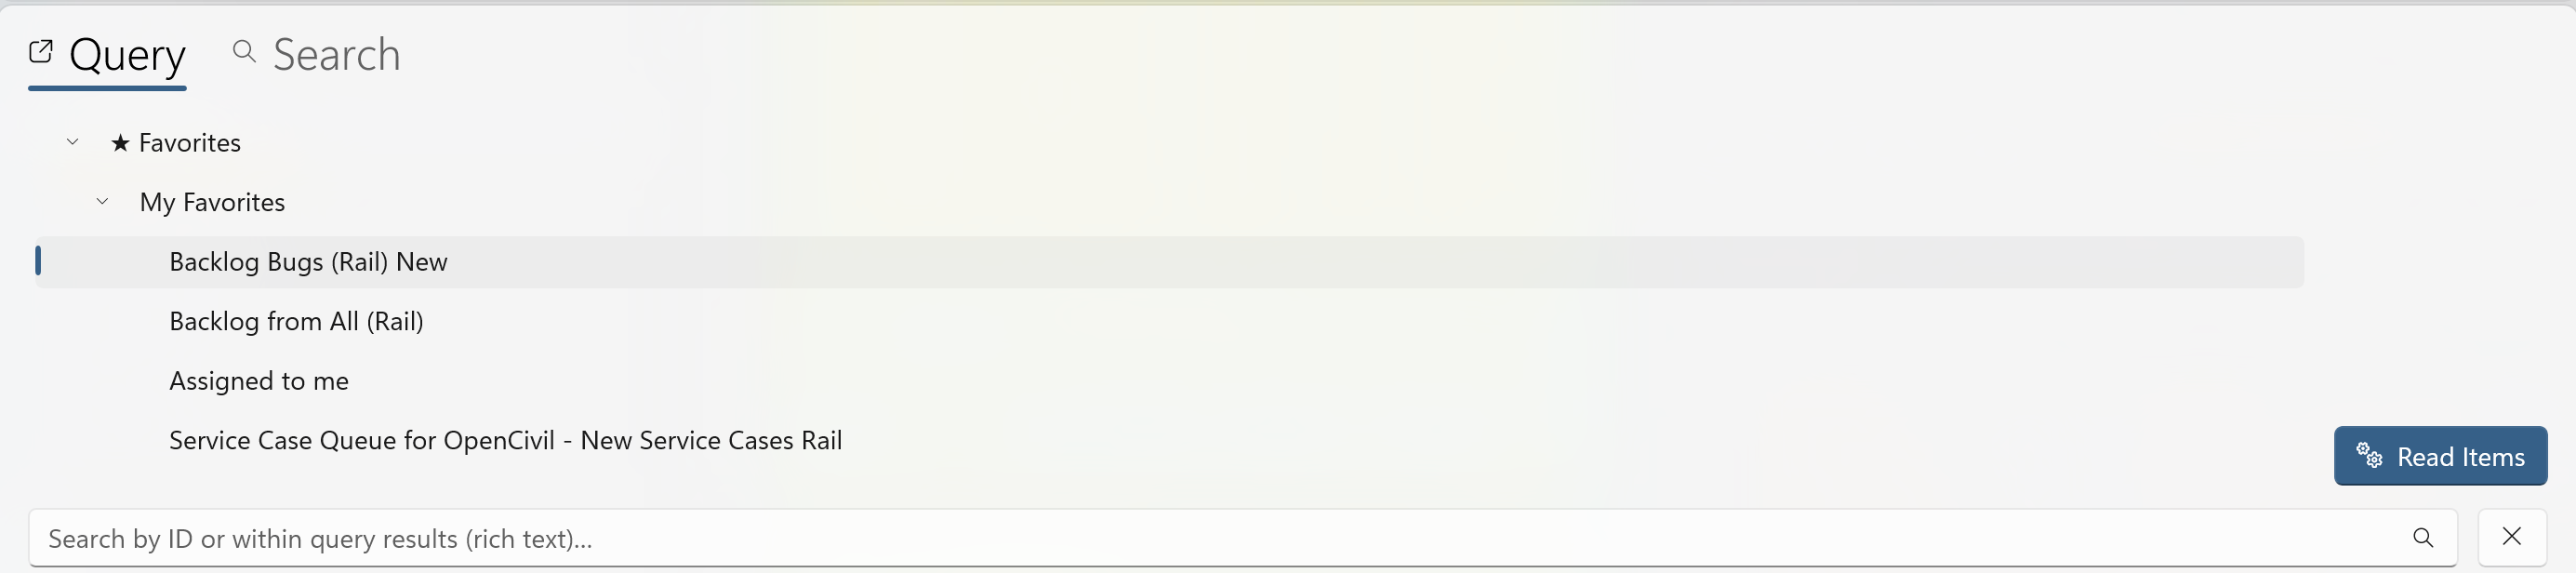 Query Search
★ Favorites
My Favorites
Backlog Bugs (Rail) New
Backlog from All (Rail)
Assigned to me
Service Case Queue for OpenCivil - New Service Cases Rail
Read Items
Search by ID or within query results (rich text)...